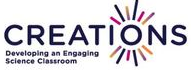 CREATIONS
Developing an Engaging
Science Classroom